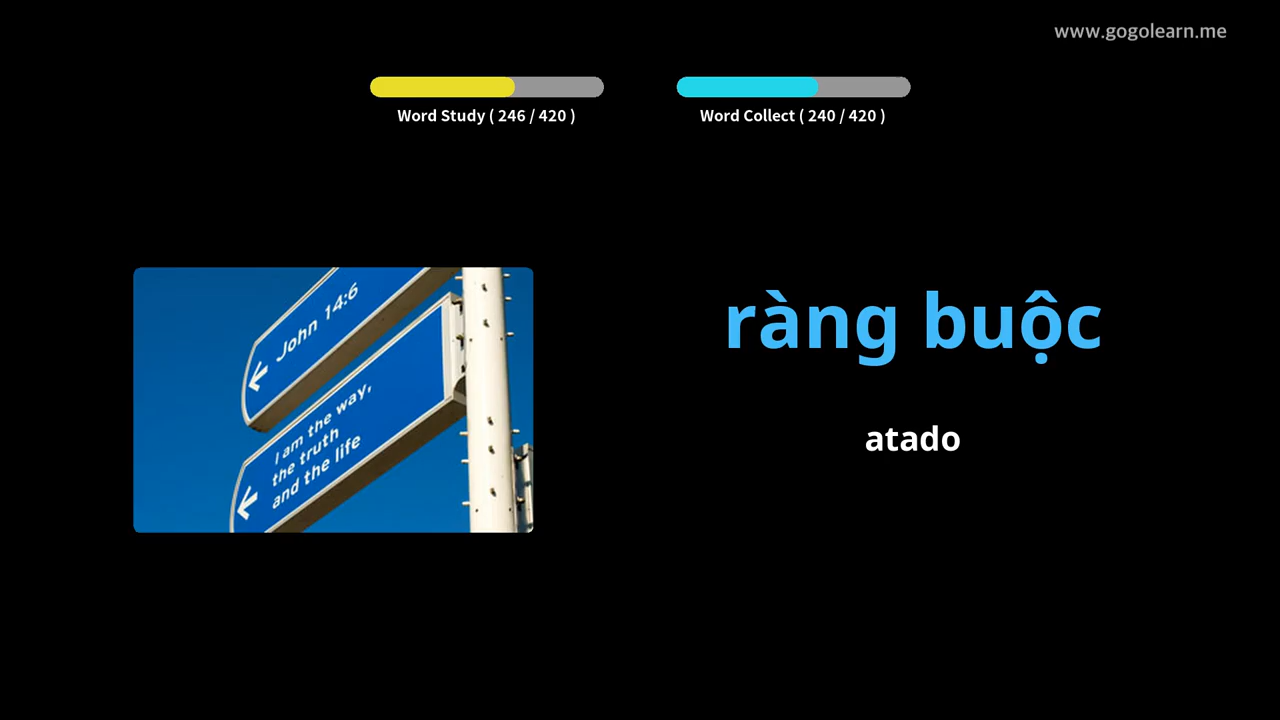 www.gogolearn.me
Word Study ( 246 / 420 )
Word Collect ( 240 / 420 )
John 14:6
I am the way,
the truth
and the life
ràng buộc
atado